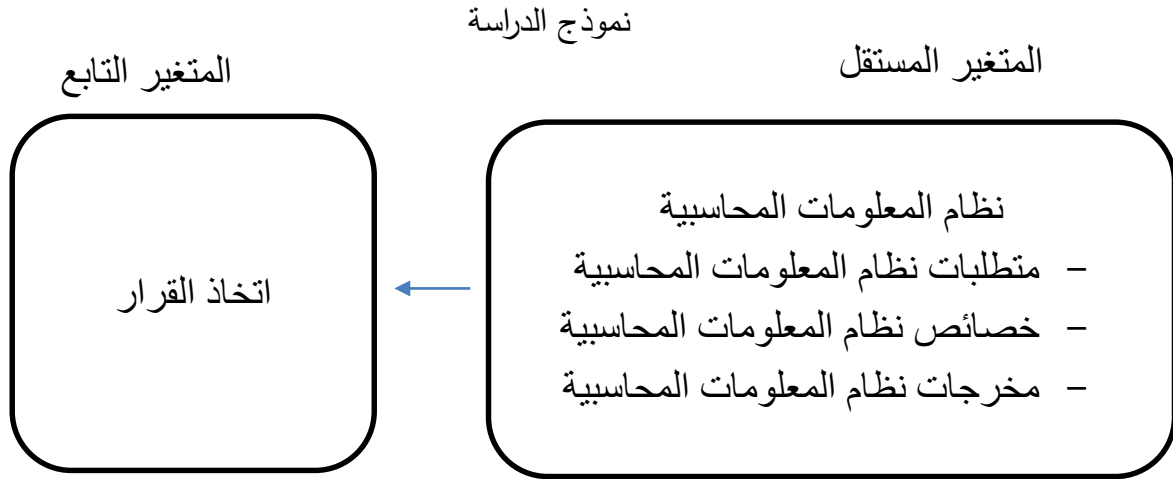 نموذج الدراسة
المتغير المستقل
المتغير التابع
نظام المعلومات المحاسبية
- متطلبات نظام المعلومات المحاسبية
- خصائص نظام المعلومات المحاسبية
- مخرجات نظام المعلومات المحاسبية
اتخاذ القرار